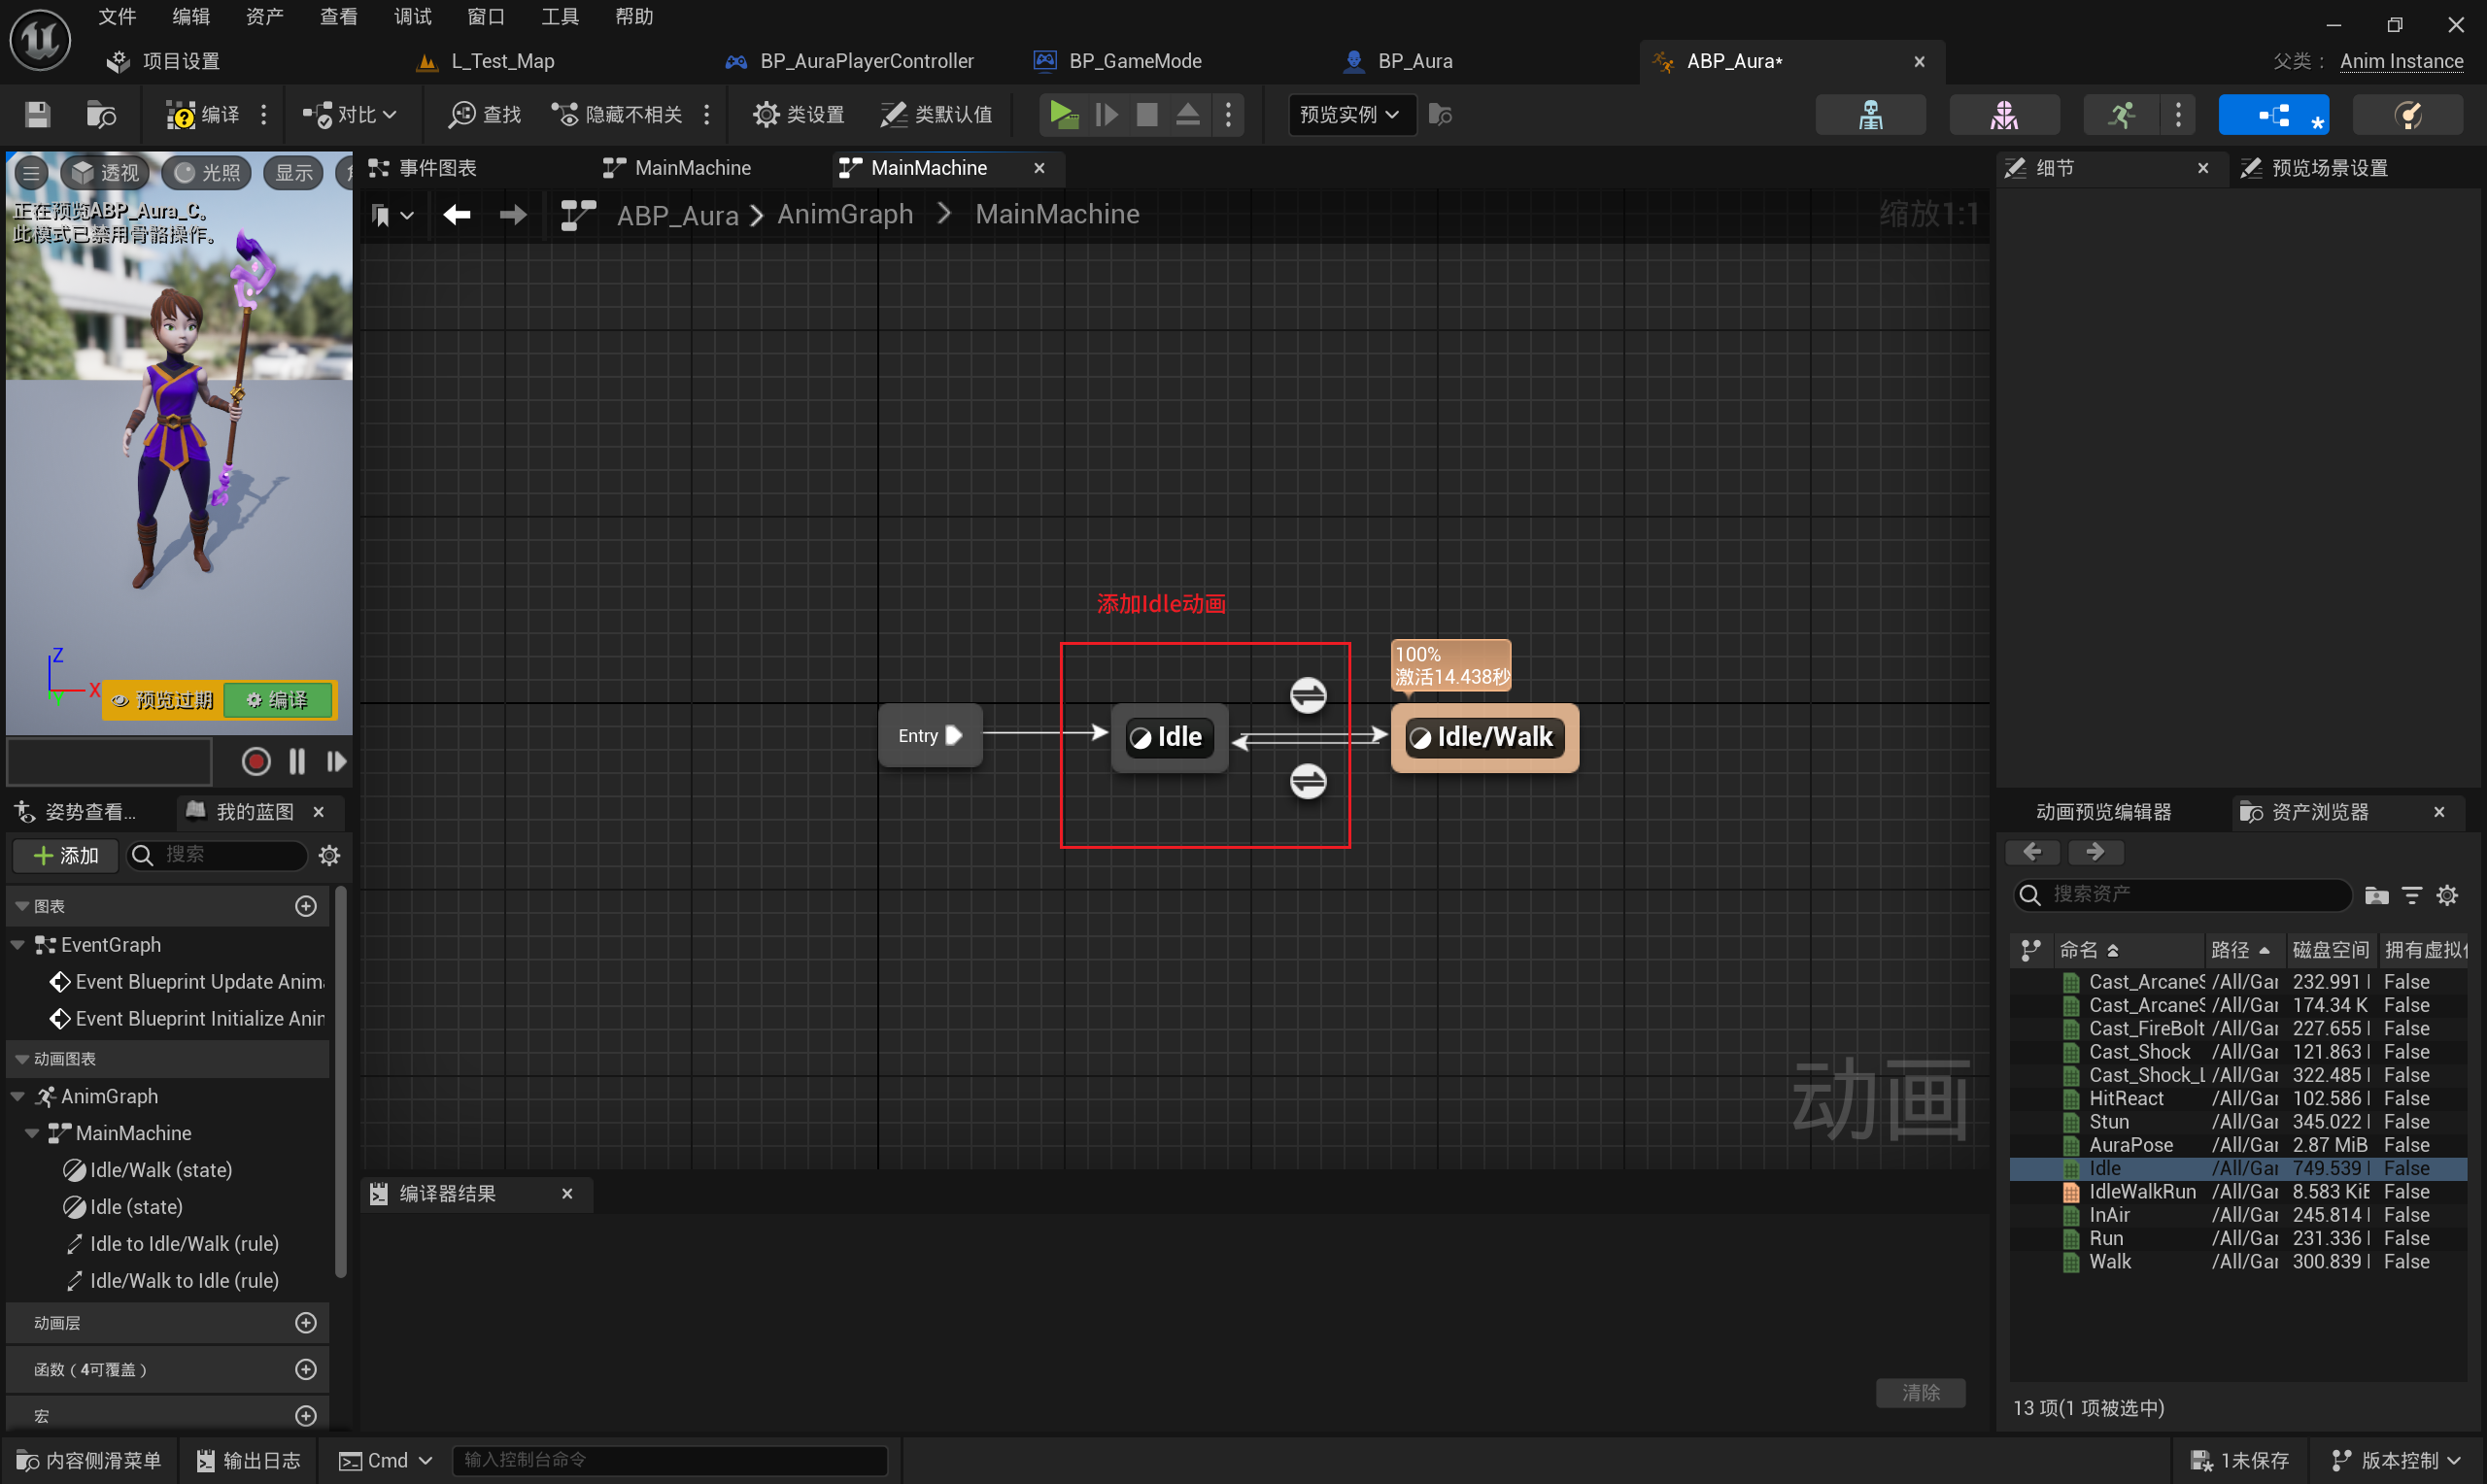 文件 编辑 资产 查看 调试 窗口 工具 帮助
项目设置 L_Test_Map BP_AuraPlayerController BP_GameMode BP_Aura ABP_Aura* 父类： Anim Instance
编译 对比 查找 隐藏不相关 类设置 类默认值 预览实例
透视 光照 显示
正在预览ABP_Aura_C。
此模式已禁用骨骼操作。
Z
X
Y
预览过期 编译
事件图表 MainMachine MainMachine
ABP_Aura AnimGraph MainMachine 缩放1:1
添加Idle动画
100%
激活14.438秒
Entry Idle Idle/Walk
动画
细节 预览场景设置
姿势查看... 我的蓝图
添加 搜索
图表
EventGraph
Event Blueprint Update Anim
Event Blueprint Initialize Anim
动画图表
AnimGraph
MainMachine
Idle/Walk (state)
Idle (state)
Idle to Idle/Walk (rule)
Idle/Walk to Idle (rule)
动画层
函数（4可覆盖）
宏
编译器结果
清除
动画预览编辑器 资产浏览器
搜索资产
命名 路径 磁盘空间 拥有虚拟
Cast_ArcaneS /All/Gar 232.991 False
Cast_ArcaneS /All/Gar 174.34 K False
Cast_FireBolt /All/Gar 227.655 False
Cast_Shock /All/Gar 121.863 False
Cast_Shock_L /All/Gar 322.485 False
HitReact /All/Gar 102.586 False
Stun /All/Gar 345.022 False
AuraPose /All/Gar 2.87 MiB False
Idle /All/Gar 749.539 False
IdleWalkRun /All/Gar 8.583 KiB False
InAir /All/Gar 245.814 False
Run /All/Gar 231.336 False
Walk /All/Gar 300.839 False
13 项(1 项被选中)
内容侧滑菜单 输出日志 Cmd 输入控制台命令 1未保存 版本控制